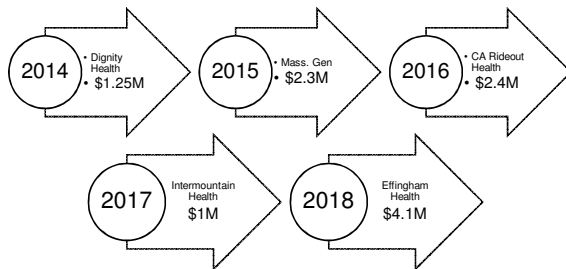 2014
• Dignity
Health
• $1.25M
2015
• Mass. Gen
• $2.3M
2016
• CA Rideout
Health
• $2.4M
2017
Intermountain
Health
$1M
2018
Effingham
Health
$4.1M